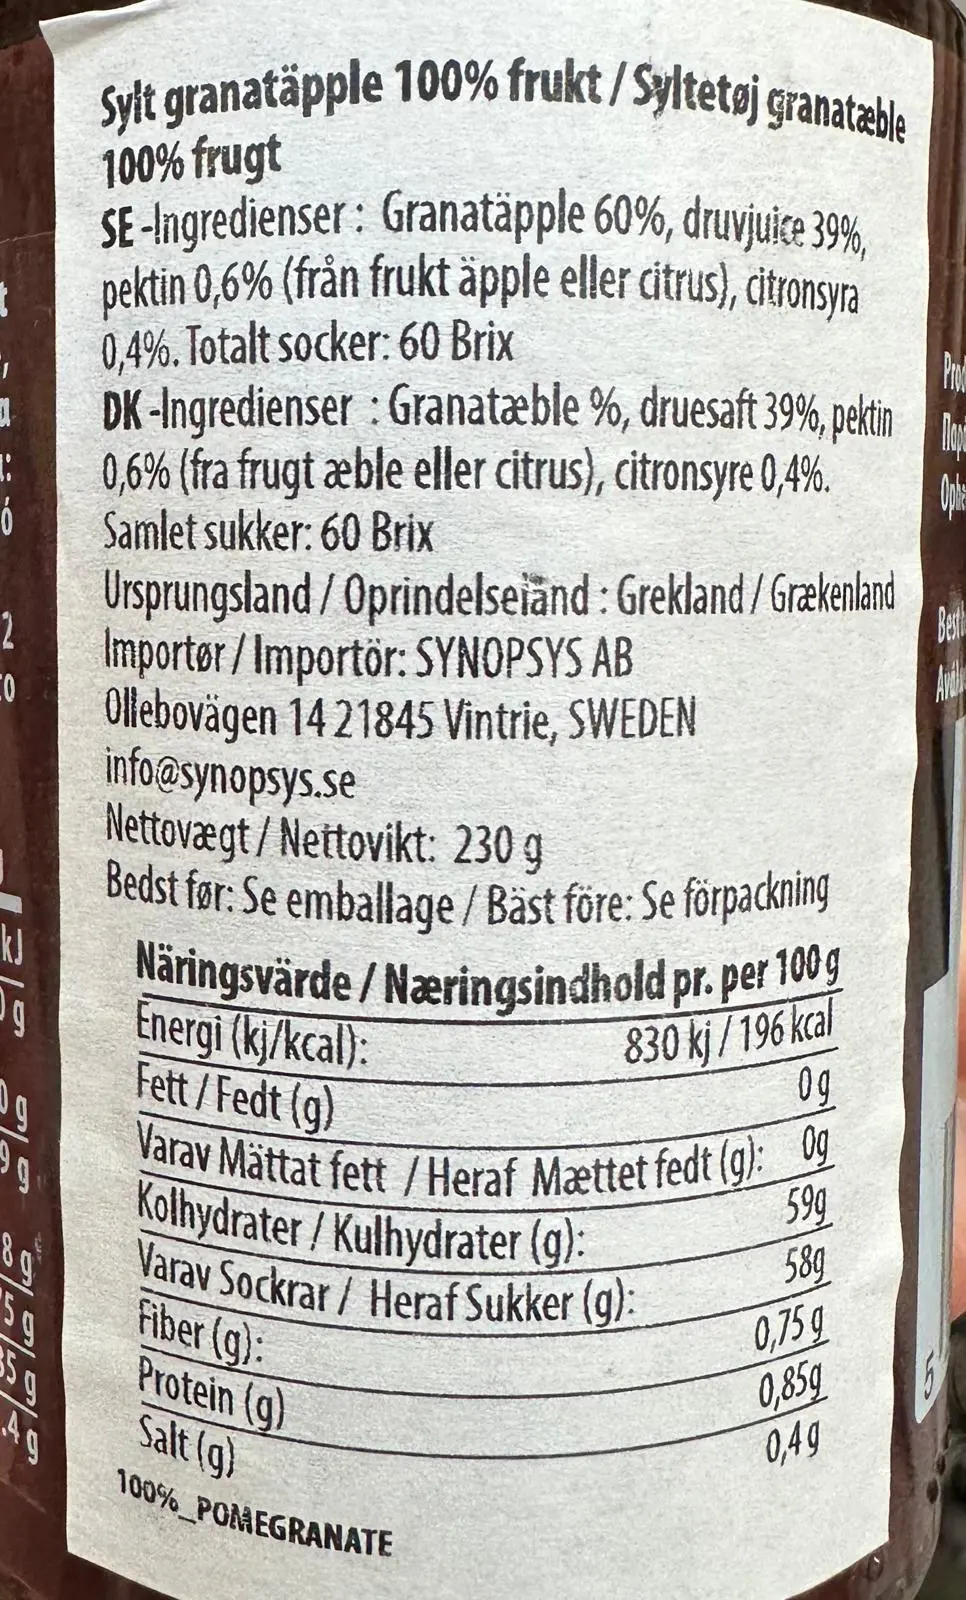 Sylt granatäpple 100% frukt / Syltetøj granatæble
100% frugt
SE -Ingredienser : Granatäpple 60%, druvjuice 39%,
pektin 0,6% (från frukt äpple eller citrus), citronsyra
0,4%. Totalt socker: 60 Brix
DK -Ingredienser : Granatæble %, druesaft 39%, pektin
0,6% (fra frugt æble eller citrus), citronsyre 0,4%.
Samlet sukker: 60 Brix
Ursprungsland / Oprindelseländ : Grekland / Grækenland
Importør / Importör: SYNOPSYS AB
Ollebovägen 14 21845 Vintrie, SWEDEN
info@synopsys.se
Nettovægt / Nettovikt: 230 g
Bedst før: Se emballage / Bäst före: Se förpackning
Näringsvärde / Næringsindhold pr. per 100 g
Energi (kj/kcal): 830 kj / 196 kcal
Fett / Fedt (g) 0 g
Varav Mättat fett / Heraf Mættet fedt (g): 0g
Kolhydrater / Kulhydrater (g): 59g
Varav Sockrar / Heraf Sukker (g): 58g
Fiber (g): 0,75 g
Protein (g) 0,85g
Salt (g) 0,4 g
100%_POMEGRANATE
5